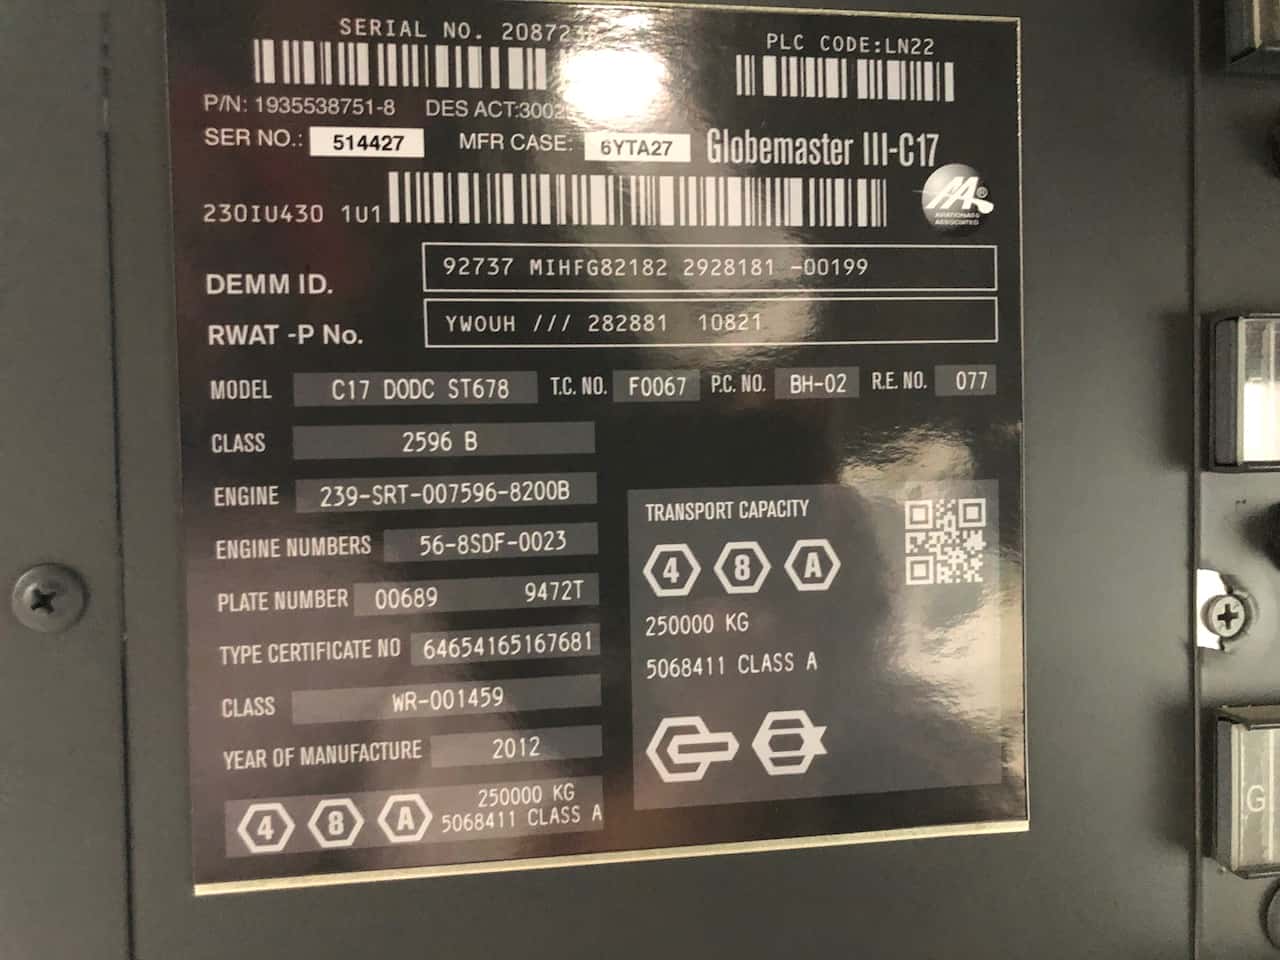 SERIAL NO. 20872
PLC CODE:LN22
P/N: 1935538751-8 DES ACT:3002
SER NO.: 514427 MFR CASE: 6YTA27 Globemaster III-C17
230IU430 1U1
AA®
AVIATIONASS
ASSOCIATED
DEMM ID. 92737 MIHFG82182 2928181 -00199
RWAT -P No. YWOUH /// 282881 10821
MODEL C17 DODC ST678 T.C. NO. F0067 P.C. NO. BH-02 R.E. NO. 077
CLASS 2596 B
ENGINE 239-SRT-007596-8200B
ENGINE NUMBERS 56-8SDF-0023
PLATE NUMBER 00689 9472T
TYPE CERTIFICATE NO 64654165167681
CLASS WR-001459
YEAR OF MANUFACTURE 2012
4 8 A 250000 KG
5068411 CLASS A
TRANSPORT CAPACITY
4 8 A
250000 KG
5068411 CLASS A
G